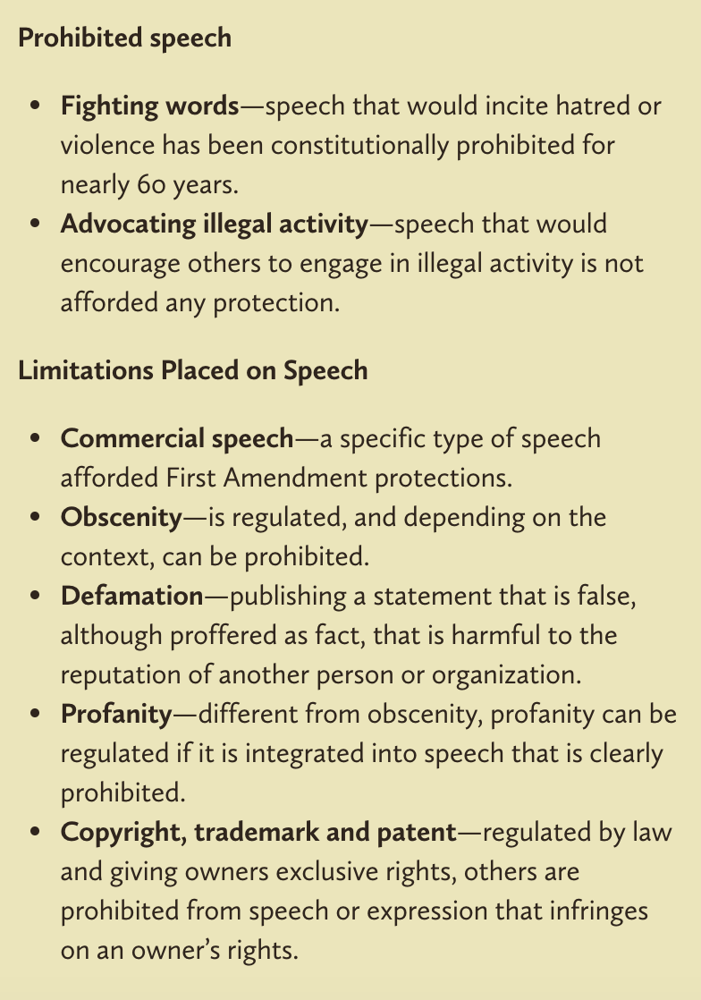 Prohibited speech
• Fighting words—speech that would incite hatred or
violence has been constitutionally prohibited for
nearly 60 years.
• Advocating illegal activity—speech that would
encourage others to engage in illegal activity is not
afforded any protection.
Limitations Placed on Speech
• Commercial speech—a specific type of speech
afforded First Amendment protections.
• Obscenity—is regulated, and depending on the
context, can be prohibited.
• Defamation—publishing a statement that is false,
although proffered as fact, that is harmful to the
reputation of another person or organization.
• Profanity—different from obscenity, profanity can be
regulated if it is integrated into speech that is clearly
prohibited.
• Copyright, trademark and patent—regulated by law
and giving owners exclusive rights, others are
prohibited from speech or expression that infringes
on an owner’s rights.